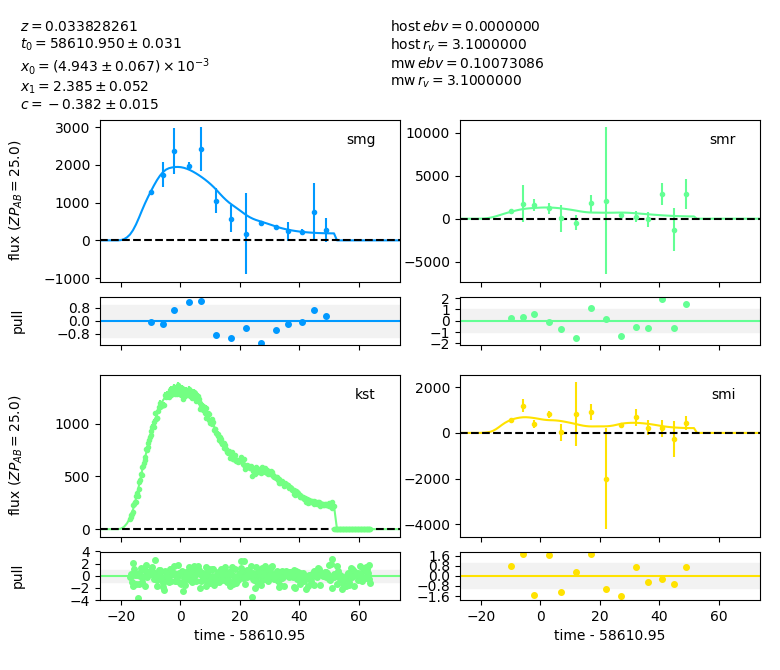 z = 0.033828261
t₀ = 58610.950 ± 0.031
x₀ = (4.943 ± 0.067) × 10⁻³
x₁ = 2.385 ± 0.052
c = −0.382 ± 0.015
host ebv = 0.0000000
host r_v = 3.1000000
mw ebv = 0.10073086
mw r_v = 3.1000000
flux (ZP_AB = 25.0)
3000
2000
1000
0
−1000
smg
10000
5000
0
−5000
smr
pull
0.8
0.0
−0.8
2
1
0
−1
−2
flux (ZP_AB = 25.0)
1000
500
0
kst
2000
0
−2000
−4000
smi
pull
4
2
0
−2
−4
1.6
0.8
0.0
−0.8
−1.6
−20 0 20 40 60
−20 0 20 40 60
time - 58610.95
time - 58610.95